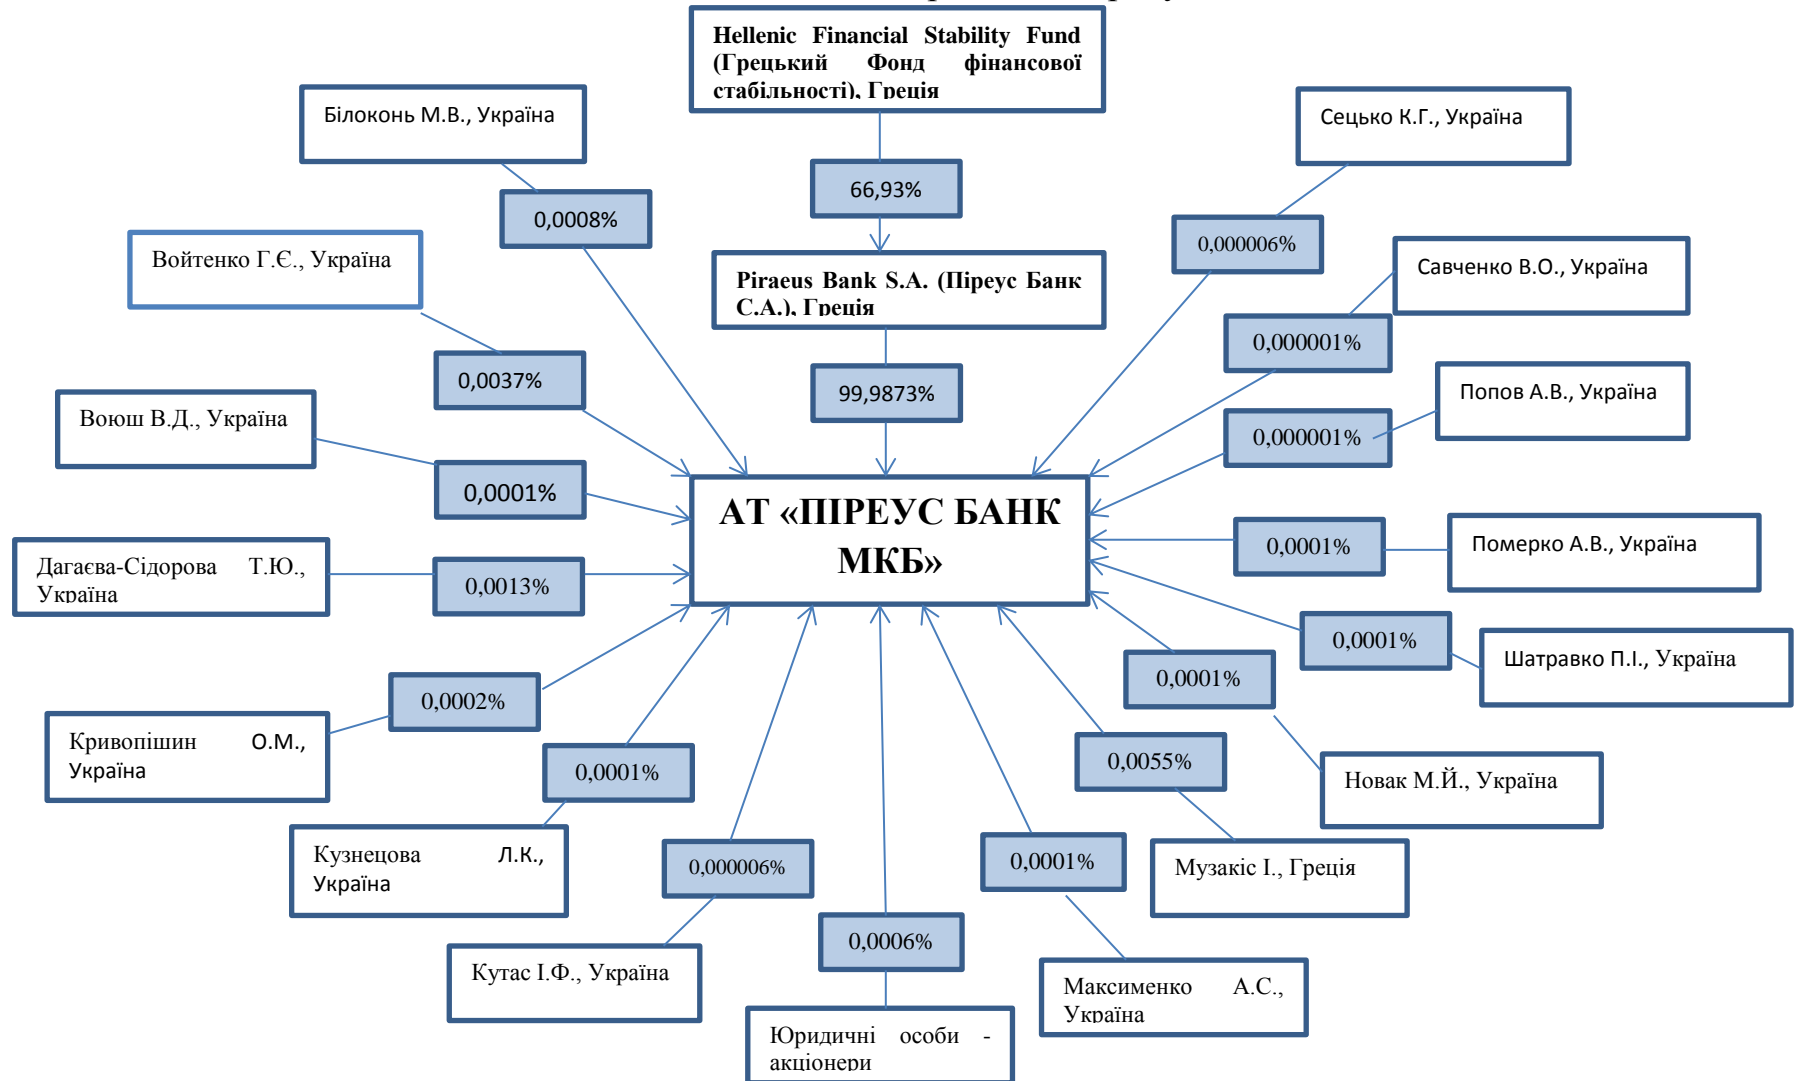 Hellenic Financial Stability Fund
(Грецький Фонд фінансової
стабільності), Греція
Білоконь М.В., Україна
Сецько К.Г., Україна
66,93%
0,0008%
0,000006%
Войтенко Г.Є., Україна
Piraeus Bank S.A. (Піреус Банк
С.А.), Греція
Савченко В.О., Україна
0,000001%
0,0037%
99,9873%
Попов А.В., Україна
Воюш В.Д., Україна
0,000001%
0,0001%
АТ «ПІРЕУС БАНК
МКБ»
0,0001%
Померко А.В., Україна
Дагаєва-Сідорова Т.Ю.,
Україна
0,0013%
0,0001%
Шатравко П.І., Україна
0,0002%
0,0001%
Кривопішин О.М.,
Україна
0,0001%
0,0055%
Новак М.Й., Україна
Кузнецова Л.К.,
Україна
0,000006%
0,0001%
Музакіс І., Греція
0,0006%
Кутас І.Ф., Україна
Максименко А.С.,
Україна
Юридичні особи -
акціонери